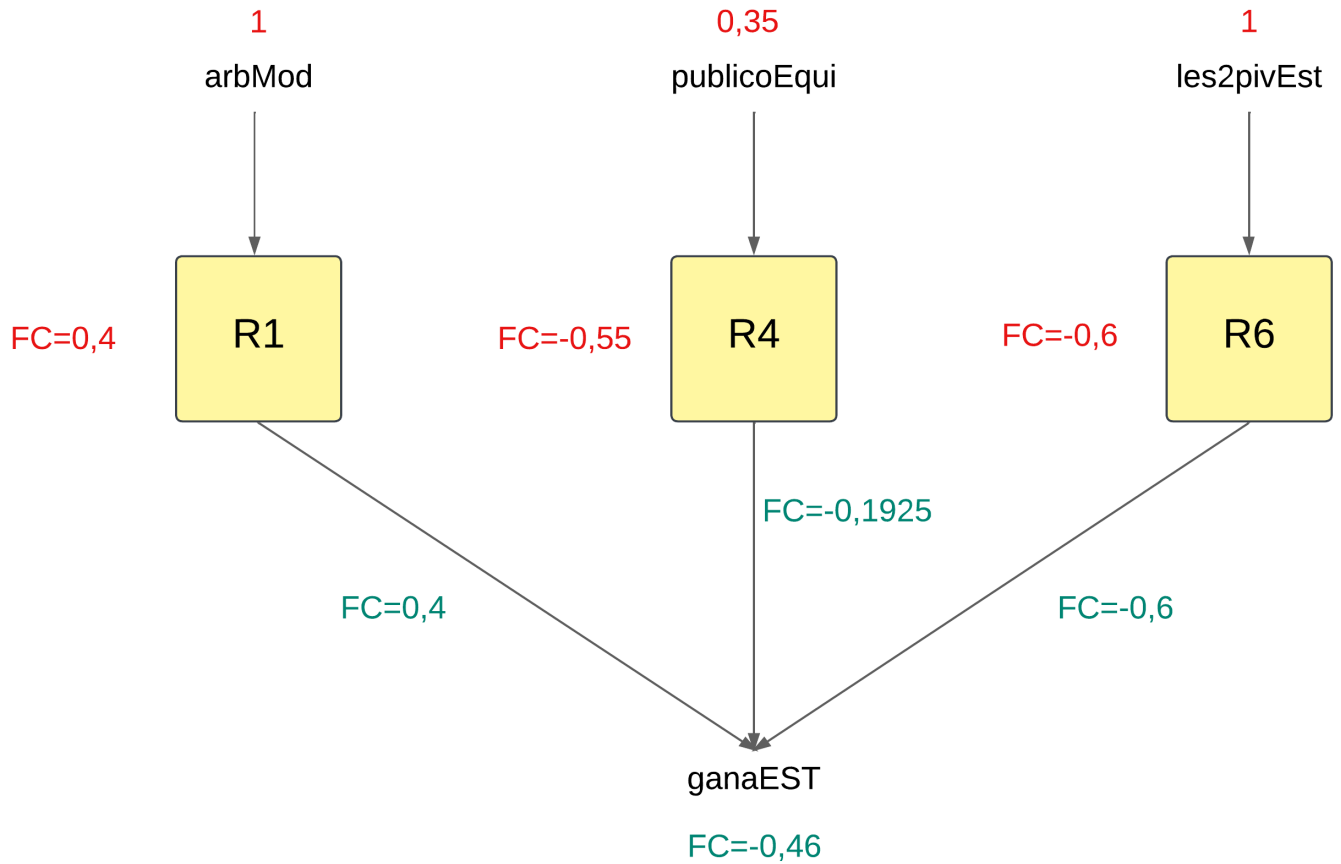 1
0,35
1
arbMod
publicoEqui
les2pivEst
R1
R4
R6
FC=0,4
FC=-0,55
FC=-0,6
FC=-0,1925
FC=0,4
FC=-0,6
ganaEST
FC=-0,46